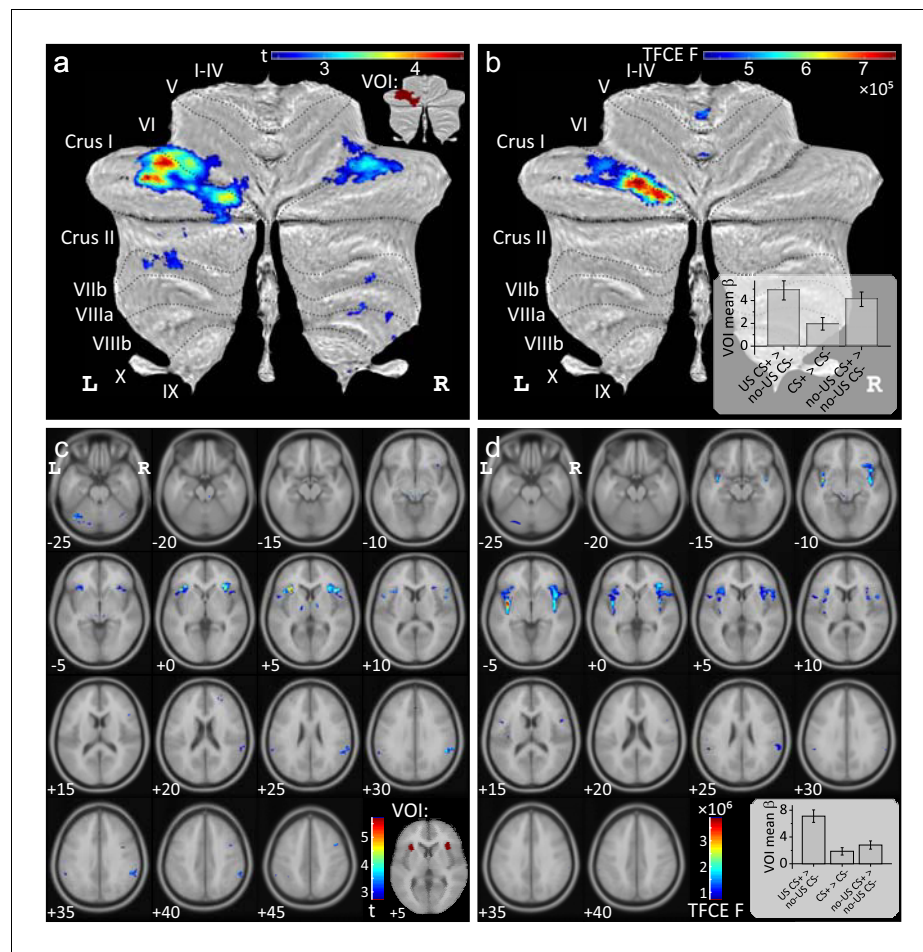 a
t
3
4
I-IV
V
VOI:
VI
Crus I
Crus II
VIIb
VIIIa
VIIIb
X
IX
L
R
b
TFCE F
5
6
7
×10⁵
I-IV
V
VI
Crus I
Crus II
VIIb
VIIIa
VIIIb
X
IX
L
R
VOI mean β
4
2
0
US CS+ >
no-US CS-
CS+ > CS-
no-US CS+ >
no-US CS-
c
L
R
-25
-20
-15
-10
-5
+0
+5
+10
+15
+20
+25
+30
+35
+40
+45
VOI:
5
4
3
t
+5
d
L
R
-25
-20
-15
-10
-5
+0
+5
+10
+15
+20
+25
+30
+35
+40
×10⁶
3
2
1
TFCE F
VOI mean β
8
4
0
US CS+ >
no-US CS-
CS+ > CS-
no-US CS+ >
no-US CS-